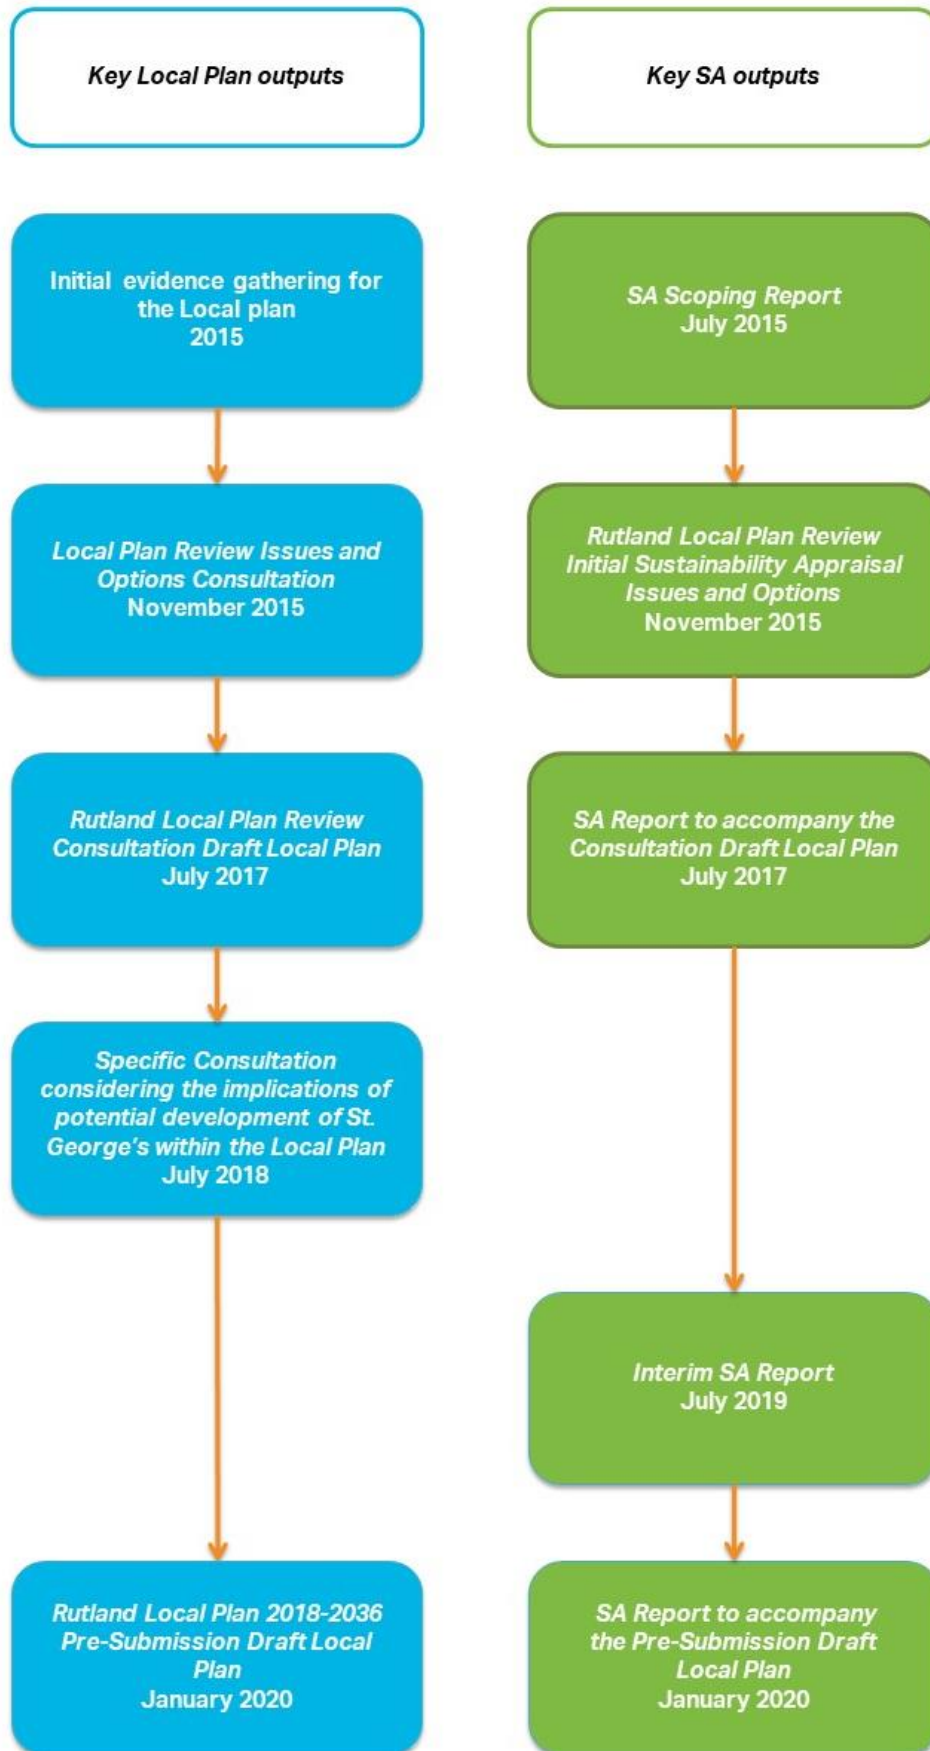 Key Local Plan outputs
Key SA outputs
Initial evidence gathering for
the Local plan
2015
SA Scoping Report
July 2015
Local Plan Review Issues and
Options Consultation
November 2015
Rutland Local Plan Review
Initial Sustainability Appraisal
Issues and Options
November 2015
Rutland Local Plan Review
Consultation Draft Local Plan
July 2017
SA Report to accompany the
Consultation Draft Local Plan
July 2017
Specific Consultation
considering the implications of
potential development of St.
George's within the Local Plan
July 2018
Interim SA Report
July 2019
Rutland Local Plan 2018-2036
Pre-Submission Draft Local
Plan
January 2020
SA Report to accompany
the Pre-Submission Draft
Local Plan
January 2020